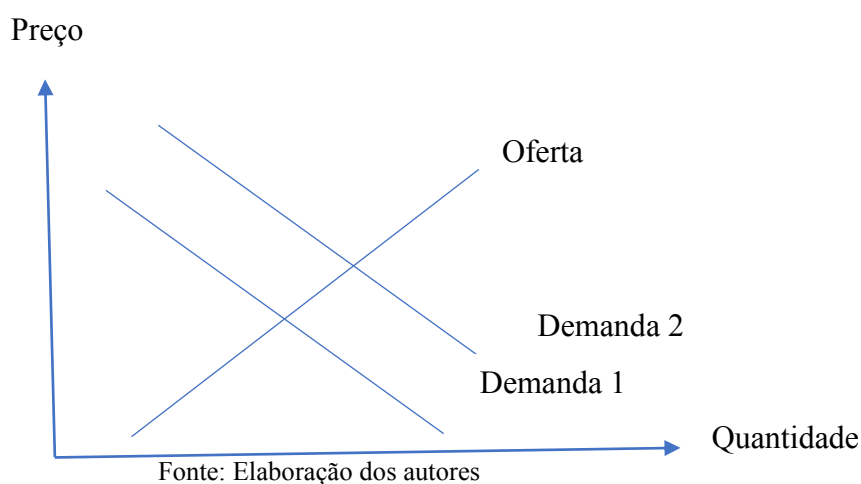 Preço
Oferta
Demanda 2
Demanda 1
Quantidade
Fonte: Elaboração dos autores